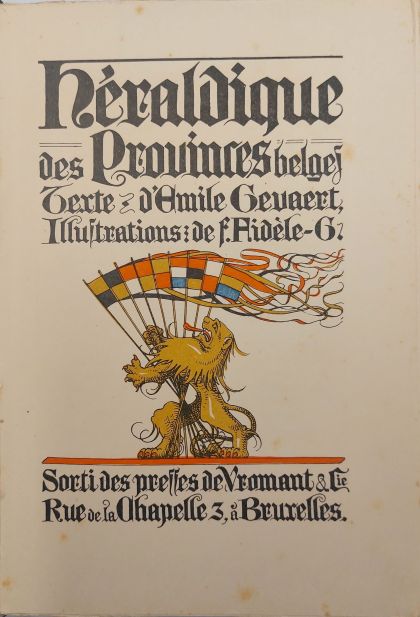 Héraldique
des Provinces belges
Texte d'Emile Gevaert,
Illustrations: de f. Fidèle-G.
Sorti des presses de Vromant & Cie
Rue de la Chapelle 3, à Bruxelles.